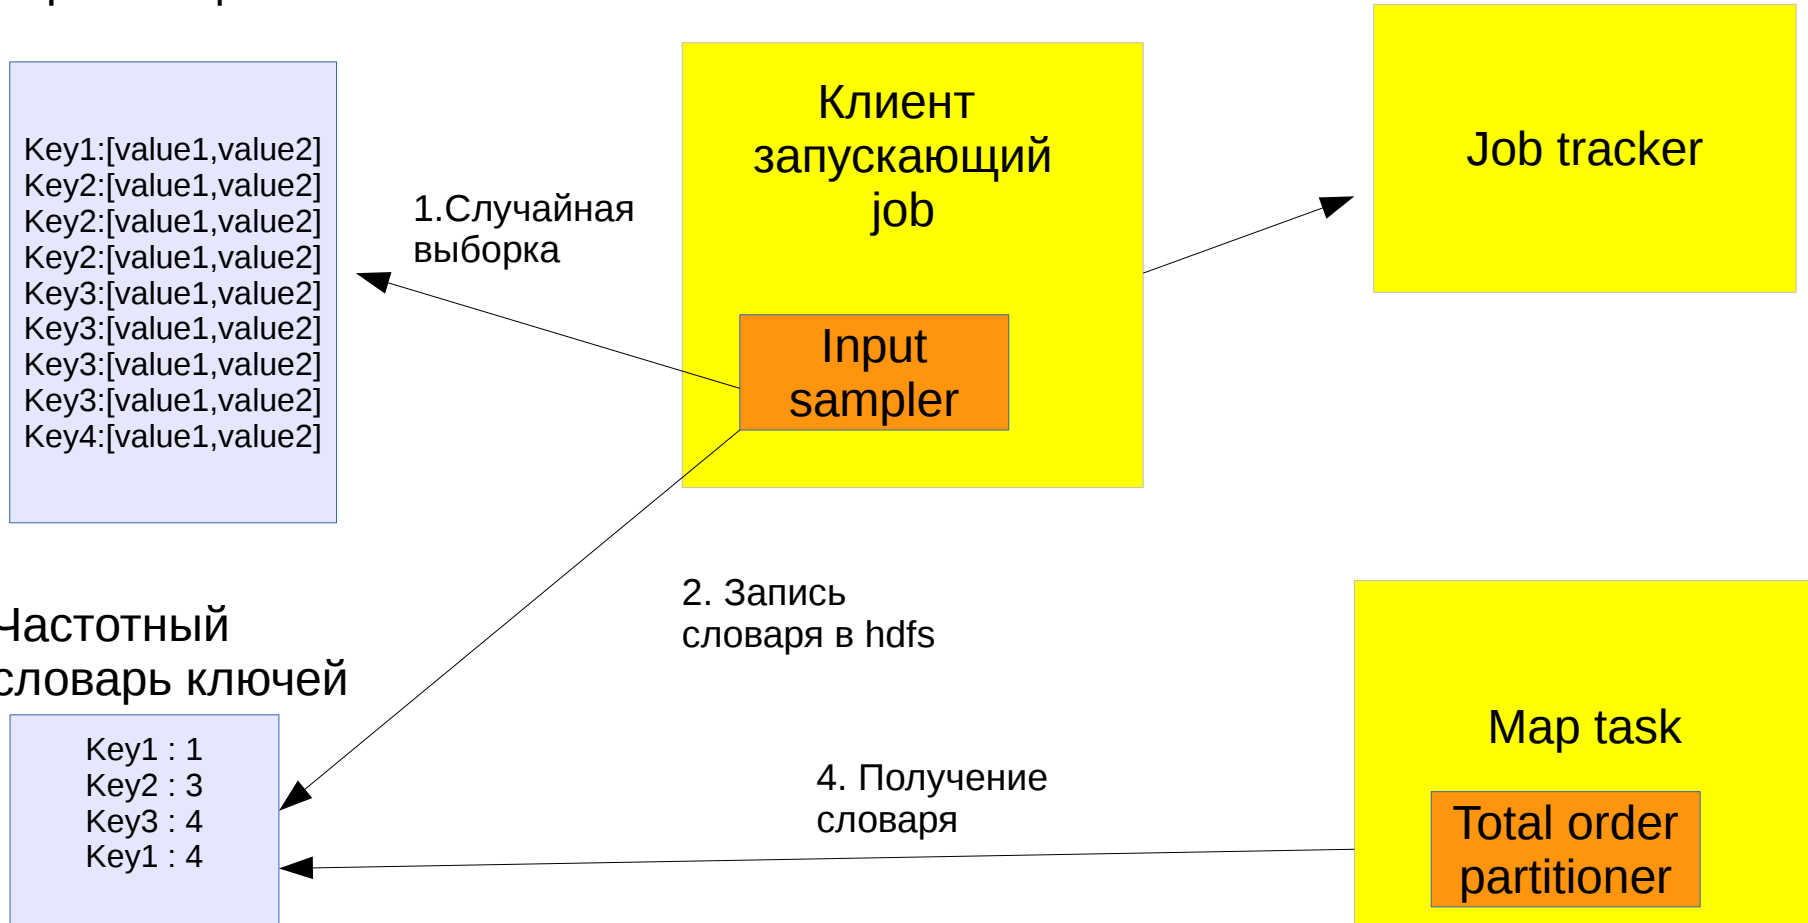 Key1:[value1,value2]
Key2:[value1,value2]
Key2:[value1,value2]
Key2:[value1,value2]
Key3:[value1,value2]
Key3:[value1,value2]
Key3:[value1,value2]
Key3:[value1,value2]
Key4:[value1,value2]
1.Случайная
выборка
Клиент
запускающий
job
Input
sampler
Job tracker
2. Запись
словаря в hdfs
Частотный
словарь ключей
Key1 : 1
Key2 : 3
Key3 : 4
Key1 : 4
4. Получение
словаря
Map task
Total order
partitioner